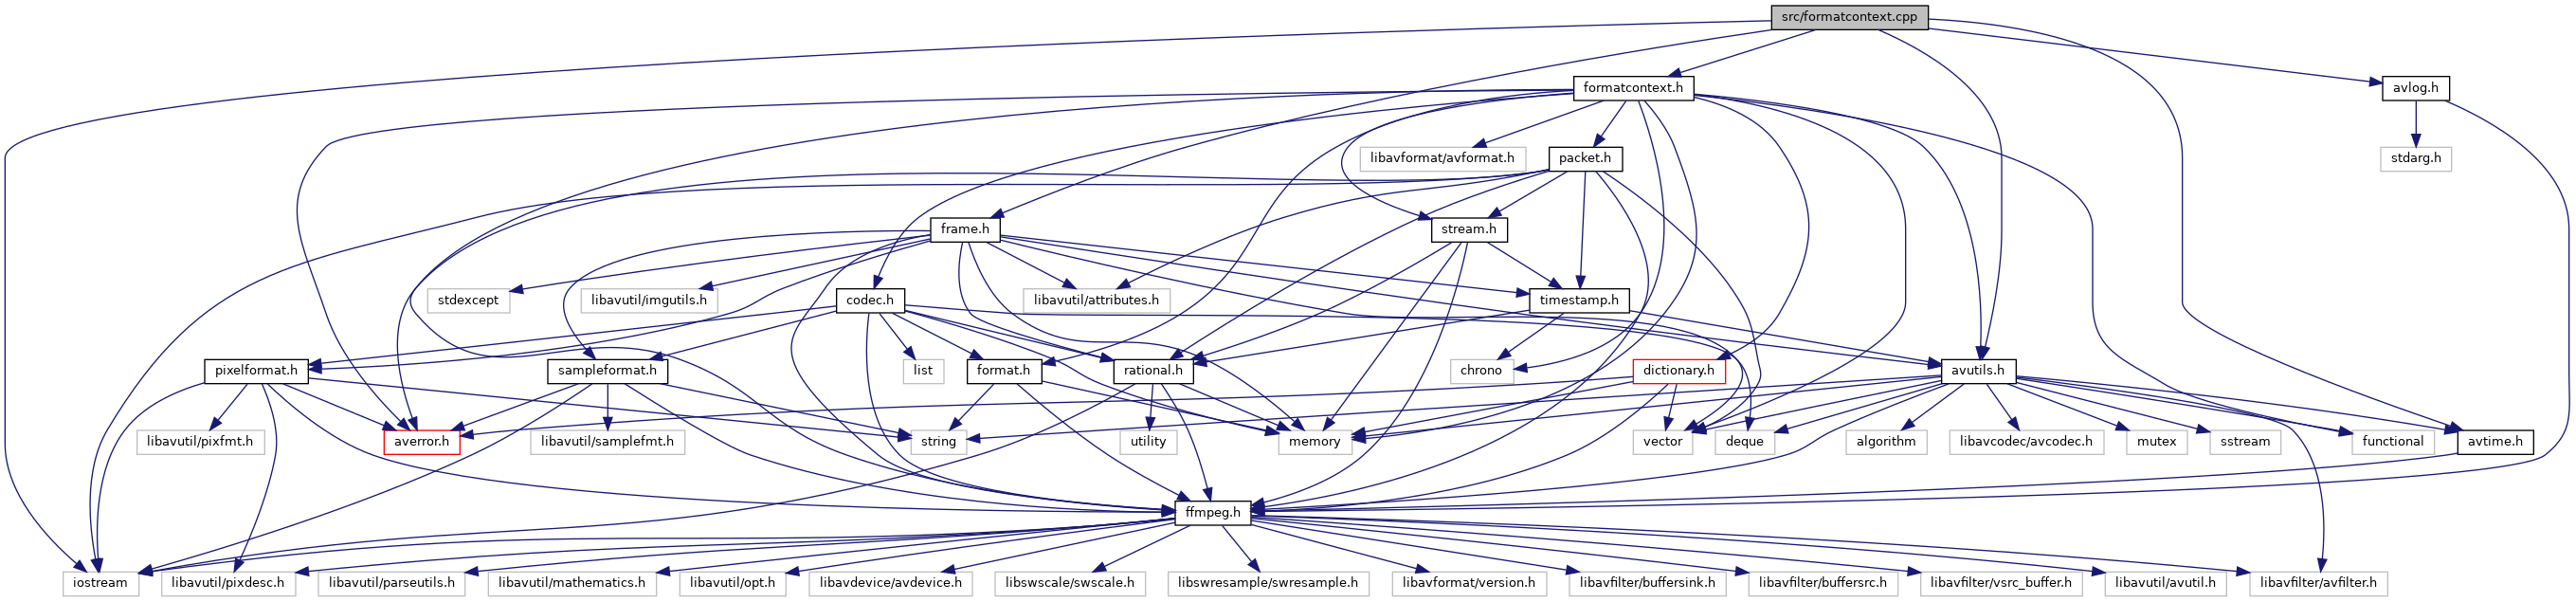 src/formatcontext.cpp
formatcontext.h
avlog.h
libavformat/avformat.h
packet.h
stdarg.h
frame.h
stream.h
stdexcept
libavutil/imgutils.h
codec.h
libavutil/attributes.h
timestamp.h
pixelformat.h
sampleformat.h
list
format.h
rational.h
chrono
dictionary.h
avutils.h
libavutil/pixfmt.h
averror.h
libavutil/samplefmt.h
string
utility
memory
vector
deque
algorithm
libavcodec/avcodec.h
mutex
sstream
functional
avtime.h
ffmpeg.h
iostream
libavutil/pixdesc.h
libavutil/parseutils.h
libavutil/mathematics.h
libavutil/opt.h
libavdevice/avdevice.h
libswscale/swscale.h
libswresample/swresample.h
libavformat/version.h
libavfilter/buffersink.h
libavfilter/buffersrc.h
libavfilter/vsrc_buffer.h
libavutil/avutil.h
libavfilter/avfilter.h